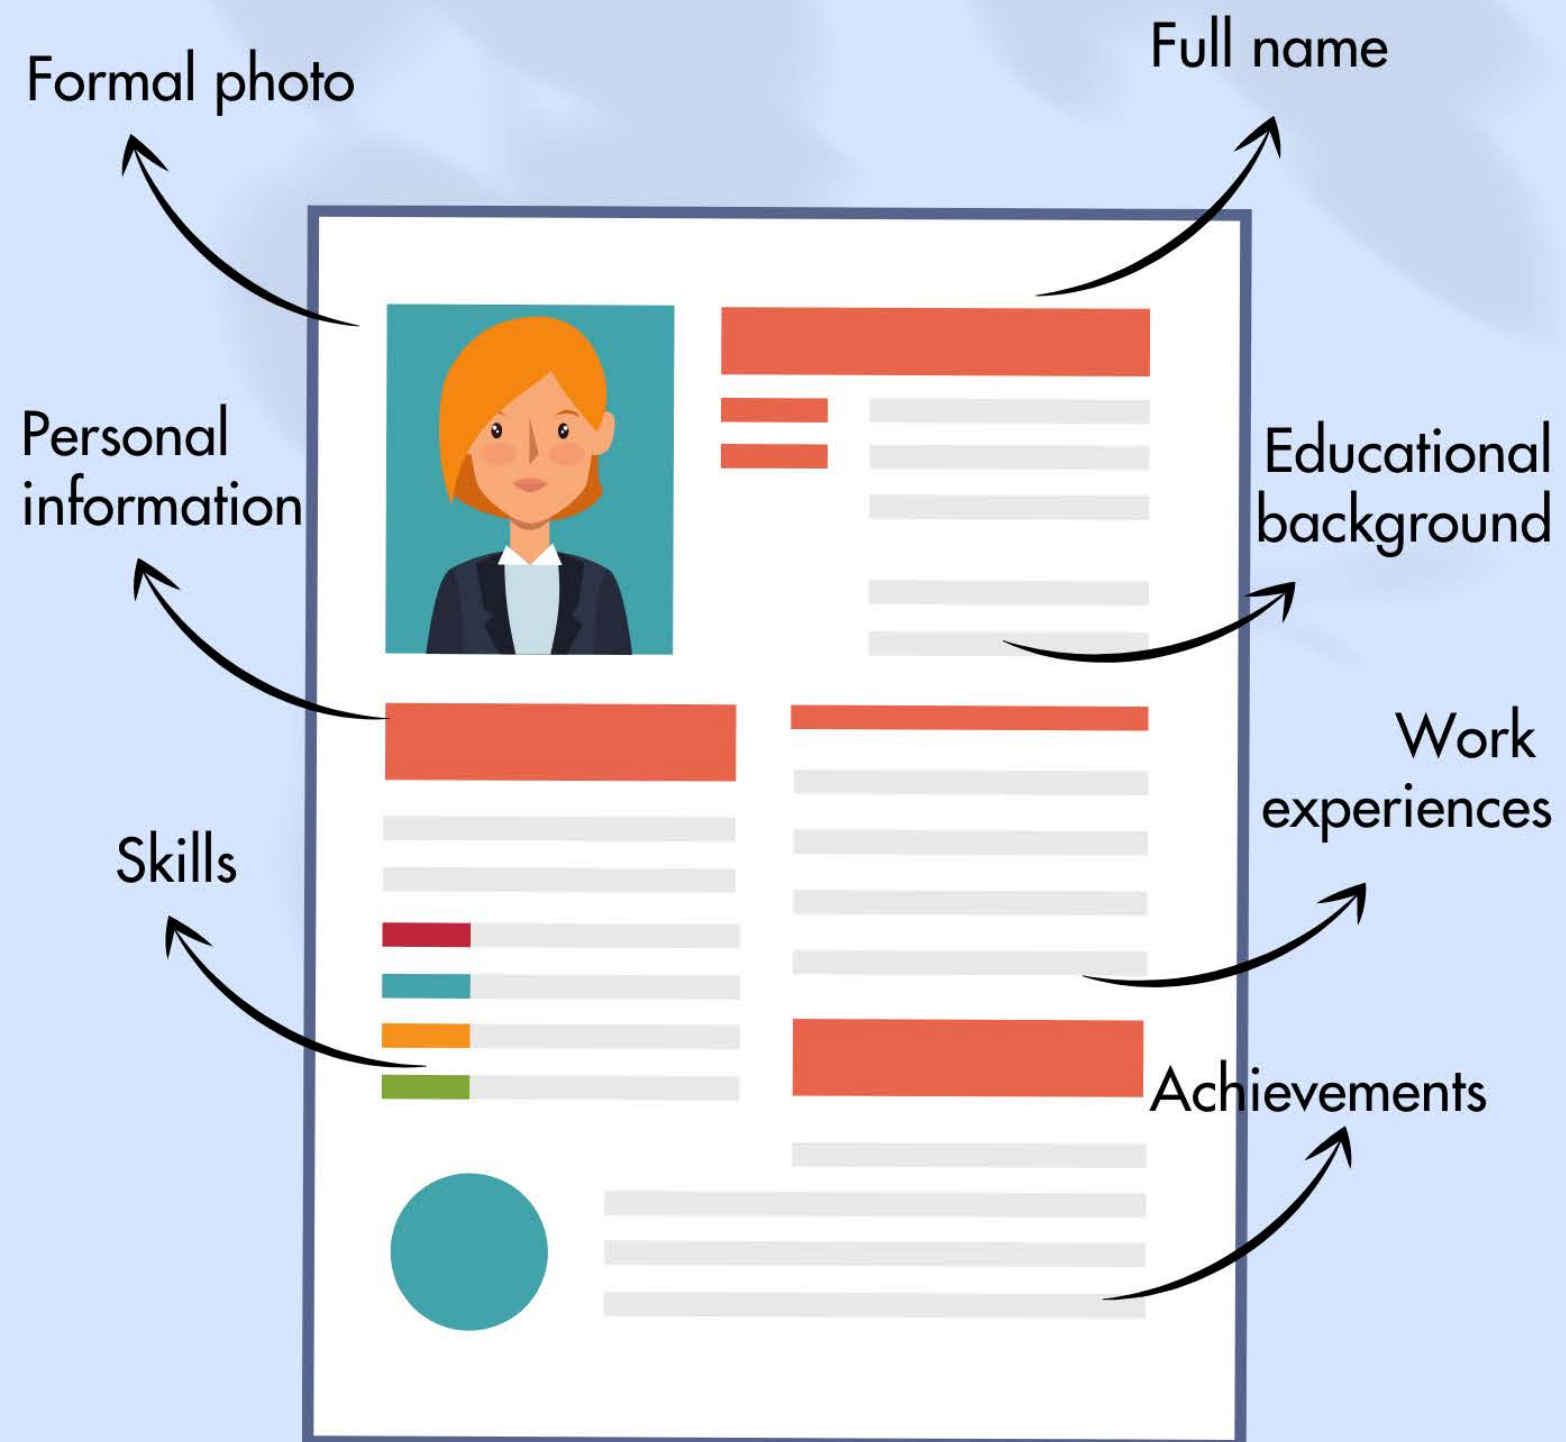 Formal photo
Full name
Personal
information
Educational
background
Work
experiences
Skills
Achievements